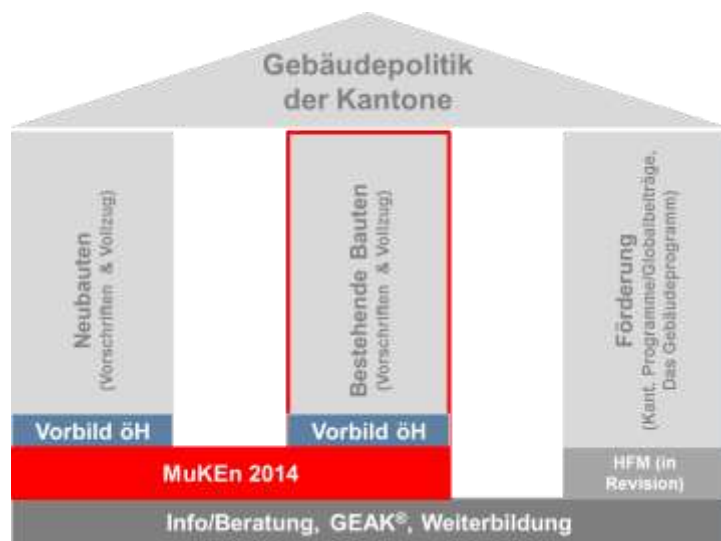 Gebäudepolitik
der Kantone
Neubauten
(Vorschriften & Vollzug)
Bestehende Bauten
(Vorschriften & Vollzug)
Förderung
(Kant. Programme/Globalbeiträge,
Das Gebäudeprogramm)
Vorbild öH
Vorbild öH
MuKEn 2014
HFM (in
Revision)
Info/Beratung, GEAK®, Weiterbildung